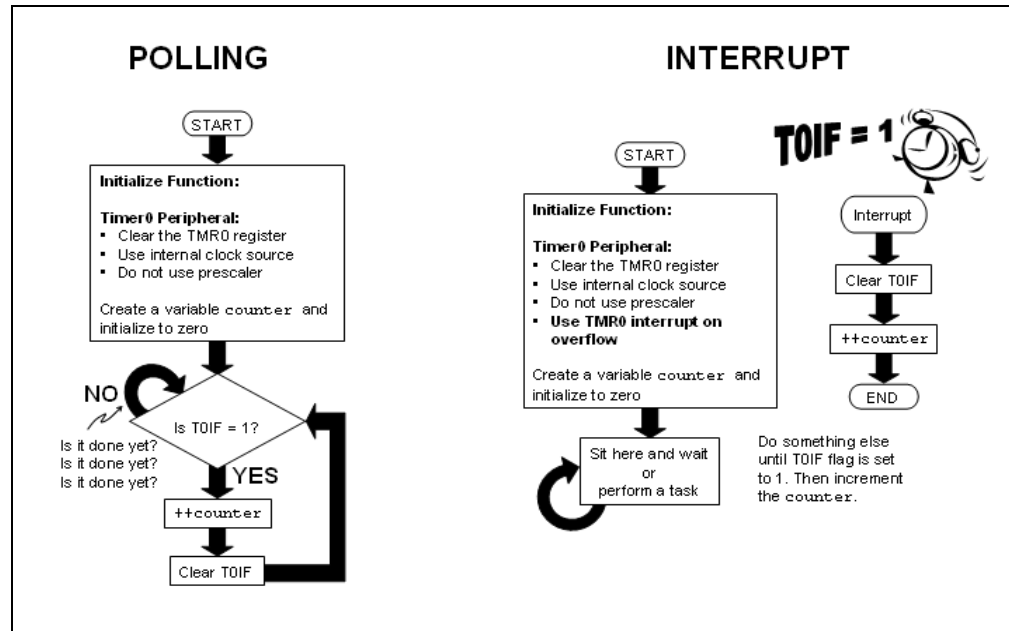 POLLING
START
Initialize Function:
Timer0 Peripheral:
▪ Clear the TMR0 register
▪ Use internal clock source
▪ Do not use prescaler
Create a variable counter and
initialize to zero
NO
Is T0IF = 1?
Is it done yet?
Is it done yet?
Is it done yet?
YES
++counter
Clear T0IF
INTERRUPT
START
Initialize Function:
Timer0 Peripheral:
▪ Clear the TMR0 register
▪ Use internal clock source
▪ Do not use prescaler
▪ Use TMR0 interrupt on
overflow
Create a variable counter and
initialize to zero
Sit here and wait
or
perform a task
T0IF = 1
Interrupt
Clear T0IF
++counter
END
Do something else
until T0IF flag is set
to 1. Then increment
the counter.